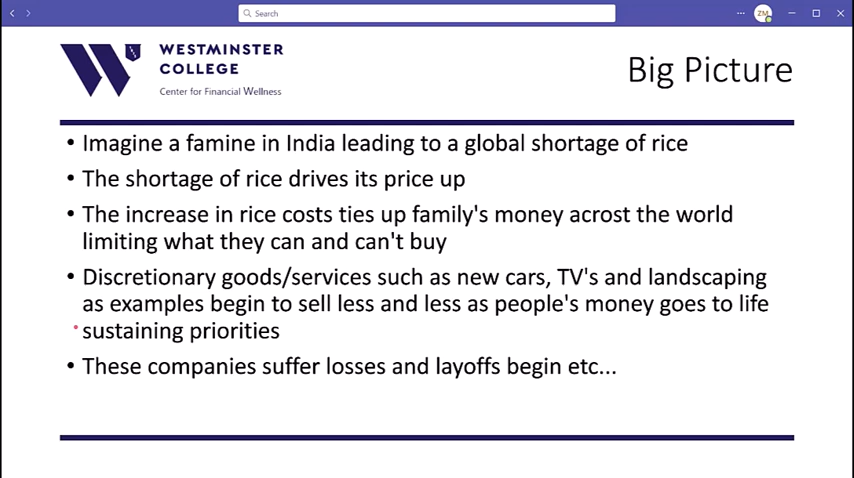 Search
ZM
WESTMINSTER
COLLEGE
Center for Financial Wellness
Big Picture
• Imagine a famine in India leading to a global shortage of rice
• The shortage of rice drives its price up
• The increase in rice costs ties up family's money acrost the world
limiting what they can and can't buy
• Discretionary goods/services such as new cars, TV's and landscaping
as examples begin to sell less and less as people's money goes to life
sustaining priorities
• These companies suffer losses and layoffs begin etc...